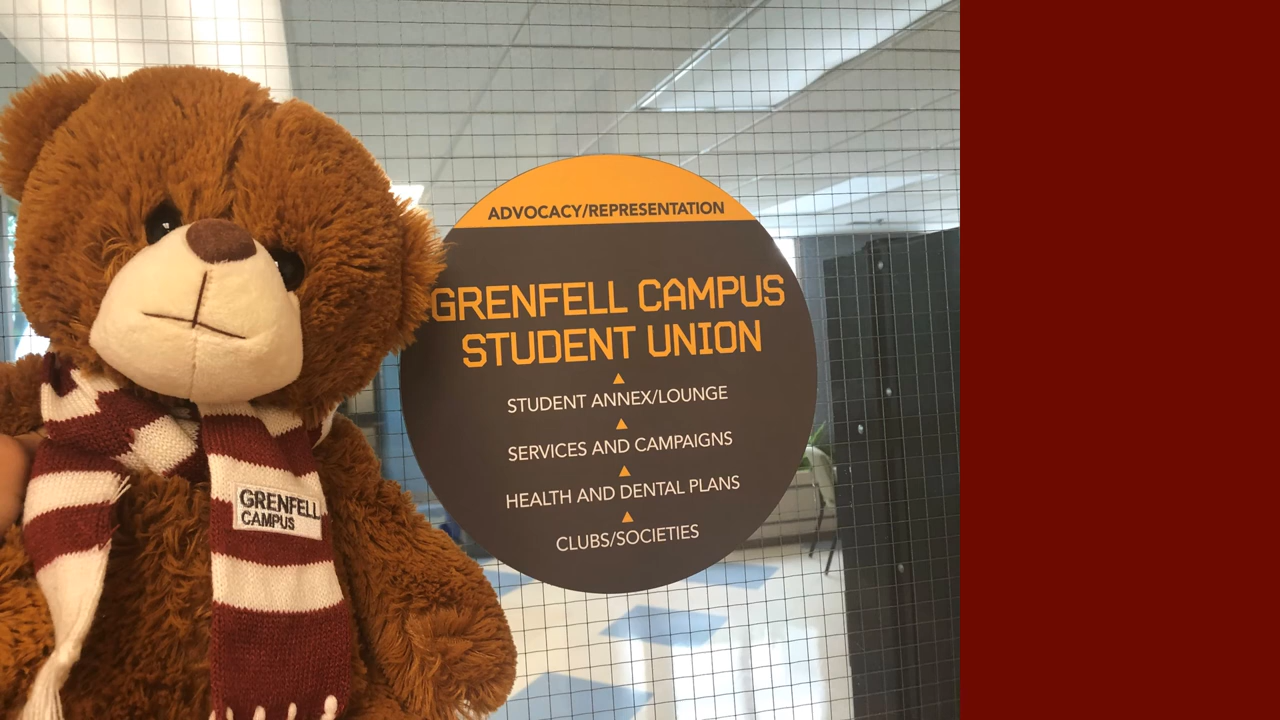 ADVOCACY/REPRESENTATION
GRENFELL CAMPUS
STUDENT UNION
STUDENT ANNEX/LOUNGE
SERVICES AND CAMPAIGNS
HEALTH AND DENTAL PLANS
CLUBS/SOCIETIES
GRENFELL
CAMPUS